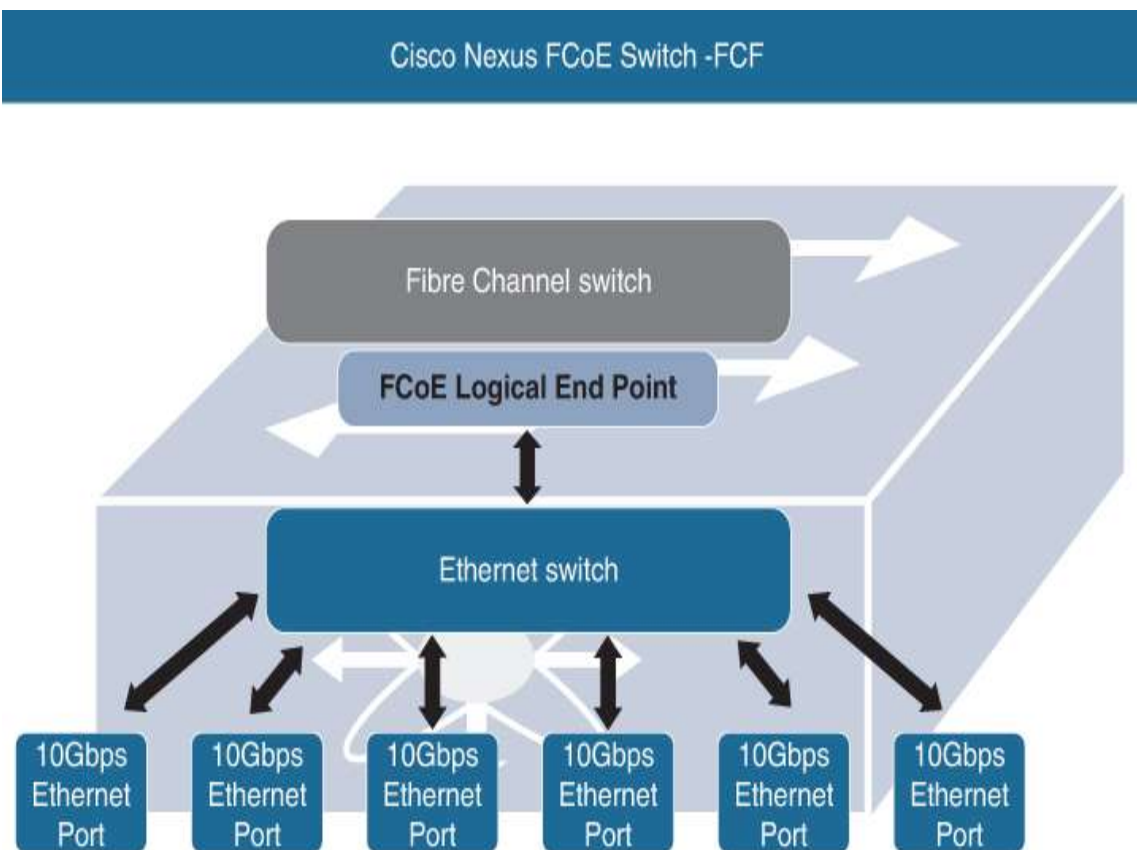 Cisco Nexus FCoE Switch -FCF
Fibre Channel switch
FCoE Logical End Point
Ethernet switch
10Gbps
Ethernet
Port
10Gbps
Ethernet
Port
10Gbps
Ethernet
Port
10Gbps
Ethernet
Port
10Gbps
Ethernet
Port
10Gbps
Ethernet
Port